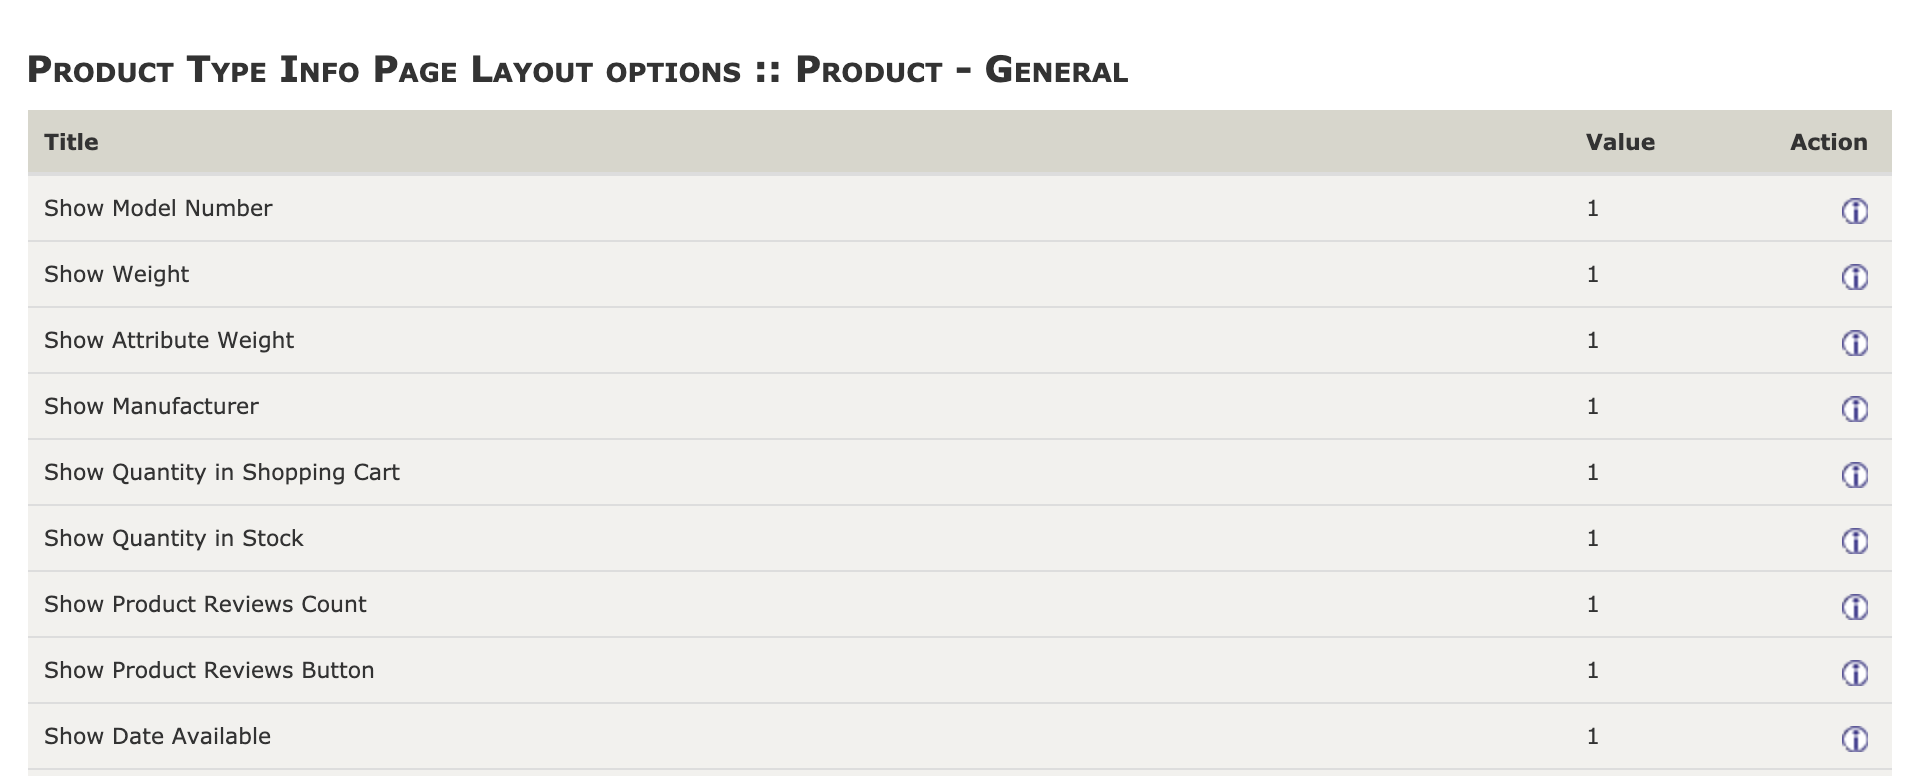 Product Type Info Page Layout options :: Product - General
Title Value Action
Show Model Number 1
Show Weight 1
Show Attribute Weight 1
Show Manufacturer 1
Show Quantity in Shopping Cart 1
Show Quantity in Stock 1
Show Product Reviews Count 1
Show Product Reviews Button 1
Show Date Available 1